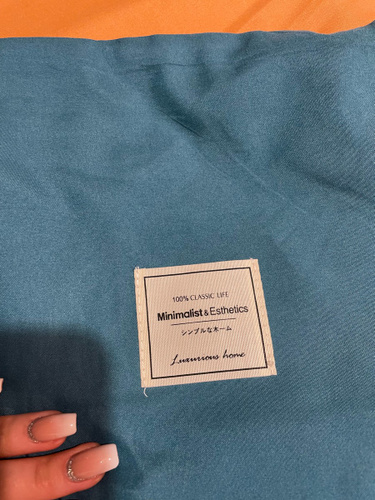 100% CLASSIC LIFE
Minimalist & Esthetics
シンプルなホーム
Luxurious home